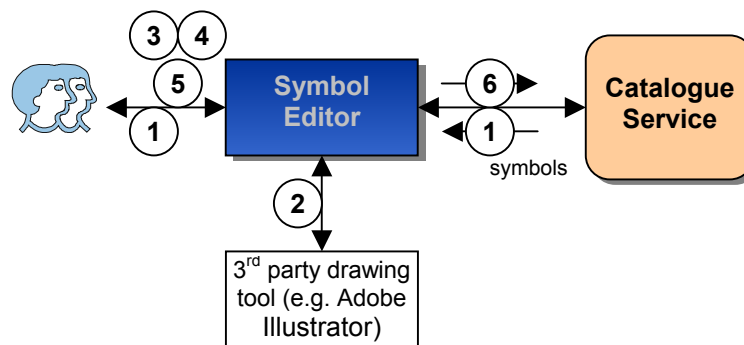 3 4
5
1
Symbol
Editor
6
1
symbols
Catalogue
Service
2
3rd party drawing
tool (e.g. Adobe
Illustrator)